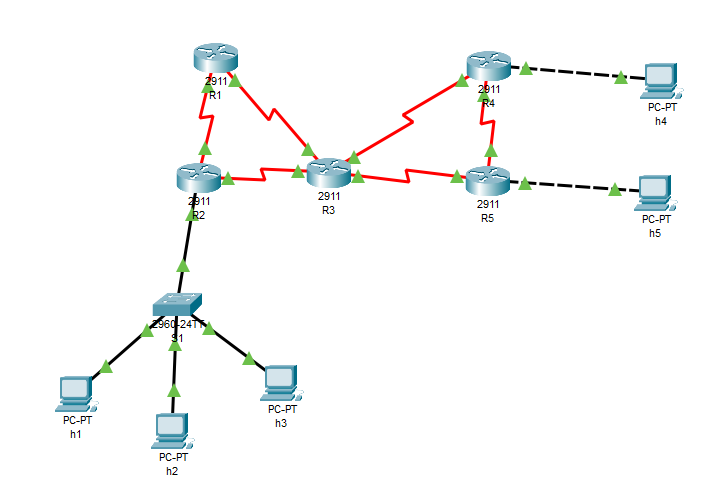 2911
R1
2911
R4
PC-PT
h4
2911
R2
2911
R3
2911
R5
PC-PT
h5
2960-24TT
S1
PC-PT
h1
PC-PT
h2
PC-PT
h3